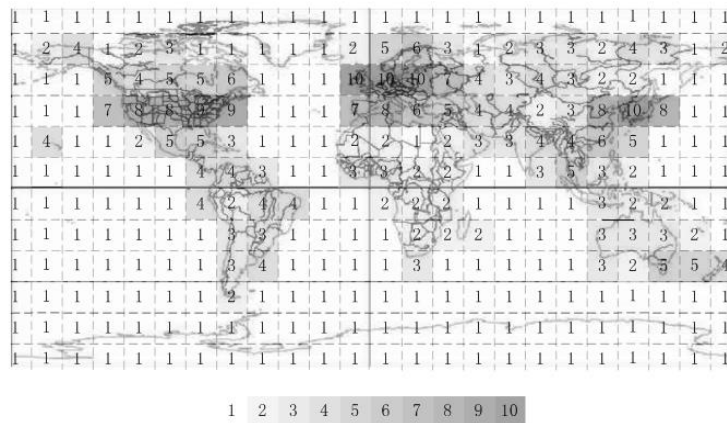 1 1 1 1 1 1 1 1 1 1 1 1 1 1 1 1 1 1 1 1 1 1 1 1
1 2 4 1 2 3 1 1 1 1 1 2 5 6 3 1 2 3 3 2 4 3 1 2
1 1 1 5 4 5 5 6 1 1 1 10 10 10 7 4 3 4 3 2 2 1 1 1
1 1 1 7 8 8 9 9 1 1 1 7 8 6 5 4 4 2 3 8 10 8 1 1
1 4 1 1 2 5 5 3 1 1 1 2 2 1 2 3 3 4 4 6 5 1 1 1
1 1 1 1 1 1 4 4 3 1 1 3 3 2 2 1 1 3 5 3 2 1 1 1
1 1 1 1 1 1 4 2 4 4 1 1 2 2 2 1 1 1 1 3 2 2 1 1
1 1 1 1 1 1 1 3 3 1 1 1 1 2 2 2 1 1 1 3 3 3 2 1
1 1 1 1 1 1 1 3 4 1 1 1 1 3 1 1 1 1 1 3 2 5 5 4
1 1 1 1 1 1 1 2 1 1 1 1 1 1 1 1 1 1 1 1 1 1 1 1
1 1 1 1 1 1 1 1 1 1 1 1 1 1 1 1 1 1 1 1 1 1 1 1
1 1 1 1 1 1 1 1 1 1 1 1 1 1 1 1 1 1 1 1 1 1 1 1
1 2 3 4 5 6 7 8 9 10